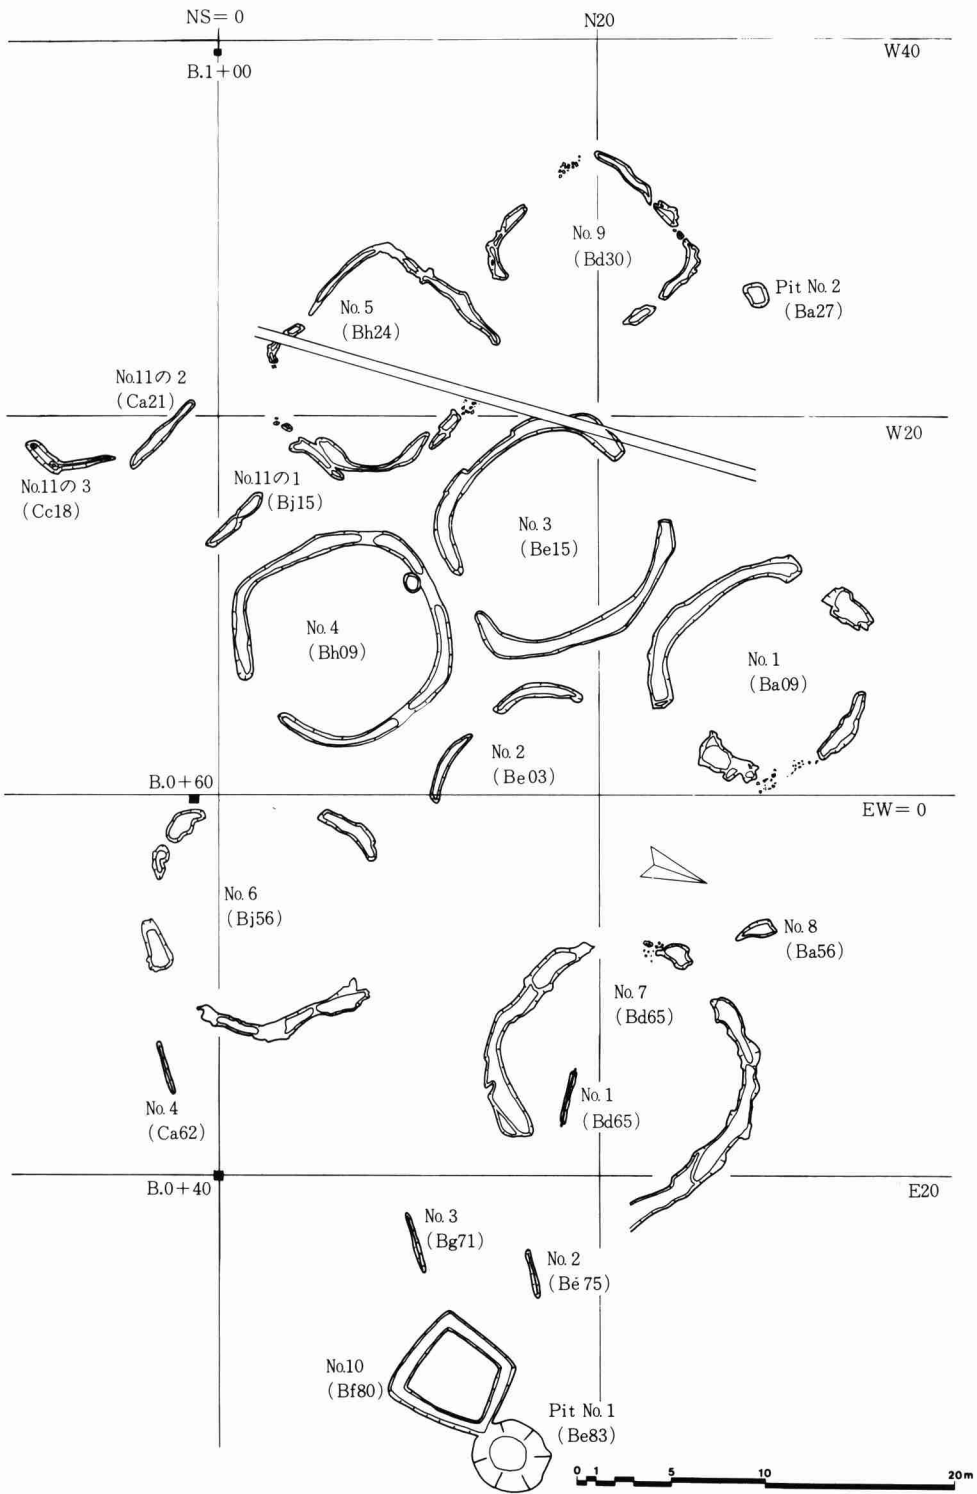 NS＝0
N20
W40
B.1＋00
No. 9
(Bd30)
Pit No. 2
(Ba27)
No. 5
(Bh24)
No.11の 2
(Ca21)
W20
No.11の 3
(Cc18)
No.11の 1
(Bj15)
No. 3
(Be15)
No. 4
(Bh09)
No. 1
(Ba09)
No. 2
(Be03)
B.0＋60
EW＝0
No. 6
(Bj56)
No. 8
(Ba56)
No. 7
(Bd65)
No. 1
(Bd65)
No. 4
(Ca62)
B.0＋40
E20
No. 3
(Bg71)
No. 2
(Bé75)
No.10
(Bf80)
Pit No.1
(Be83)
0 1 5 10 20m